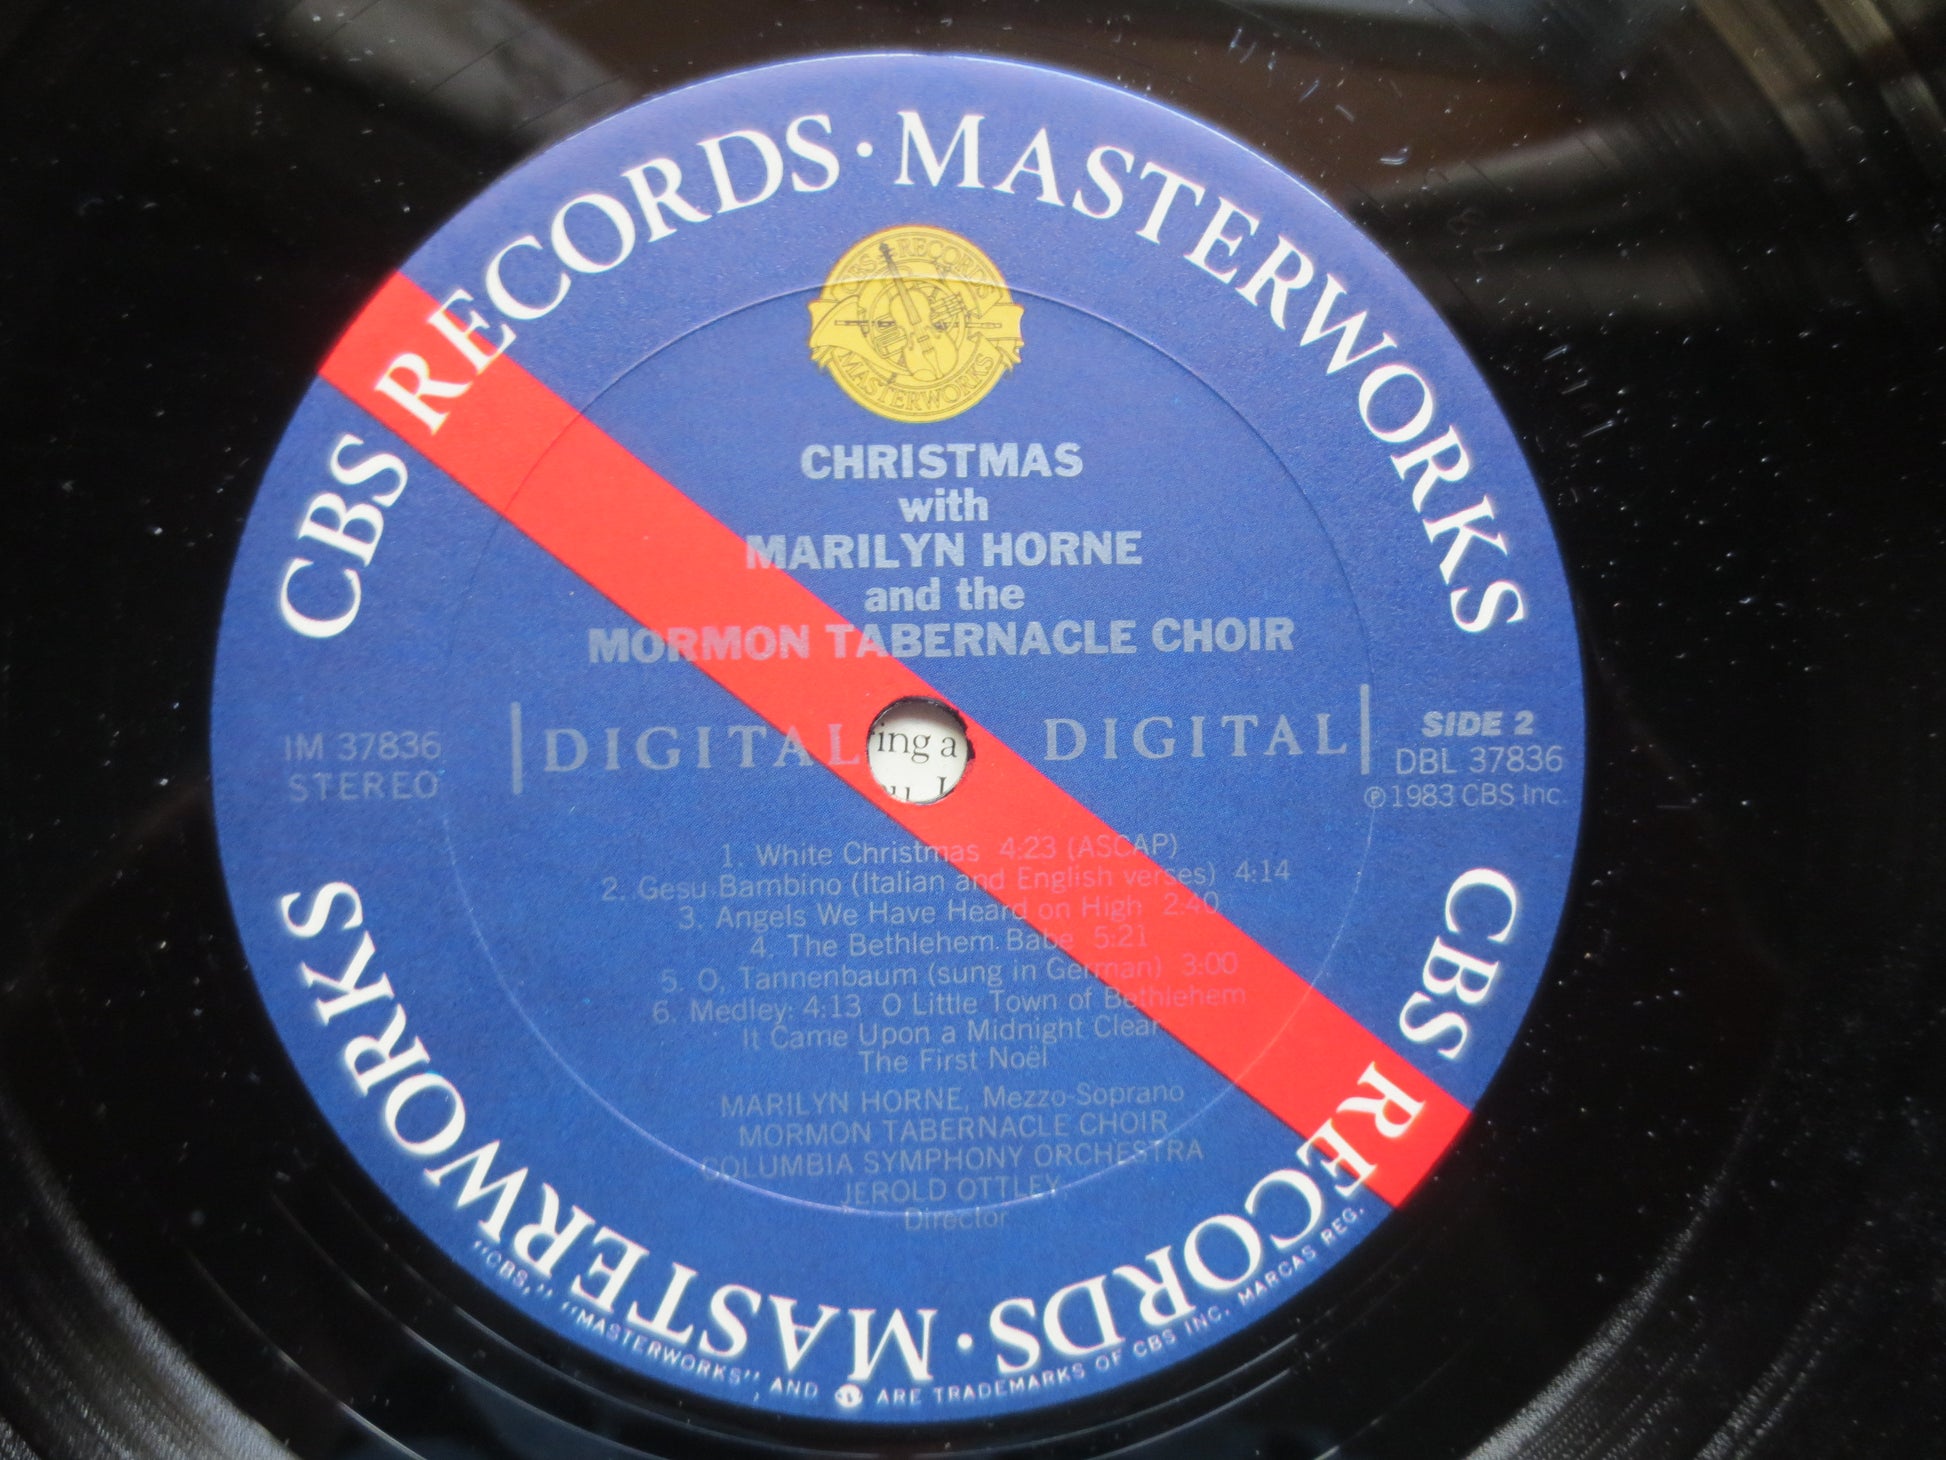 CBS RECORDS · MASTERWORKS
CBS RECORDS
MASTERWORKS
CHRISTMAS
with
MARILYN HORNE
and the
MORMON TABERNACLE CHOIR
IM 37836
STEREO
DIGITAL DIGITAL
SIDE 2
DBL 37836
℗ 1983 CBS Inc.
ing a
1. White Christmas 4:23 (ASCAP)
2. Gesu Bambino (Italian and English verses) 4:14
3. Angels We Have Heard on High 2:40
4. The Bethlehem Babe 5:21
5. O, Tannenbaum (sung in German) 3:00
6. Medley: 4:13 O Little Town of Bethlehem
It Came Upon a Midnight Clear
The First Noël
MARILYN HORNE, Mezzo-Soprano
MORMON TABERNACLE CHOIR
COLUMBIA SYMPHONY ORCHESTRA
JEROLD OTTLEY,
Director
CBS RECORDS · MASTERWORKS
"CBS," "MASTERWORKS" AND ARE TRADEMARKS OF CBS INC. MARCAS REG.